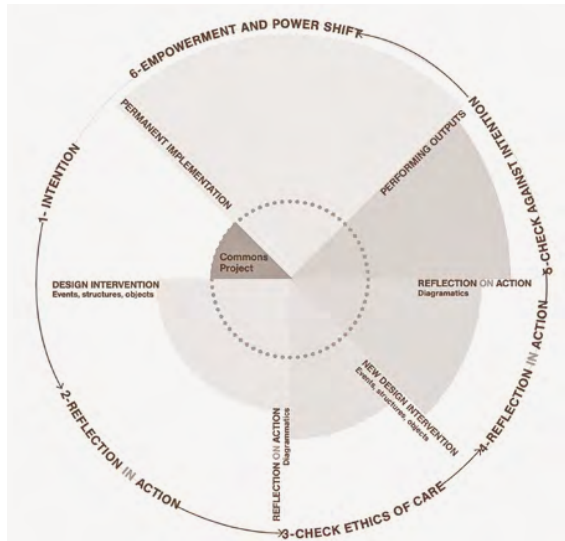 6-EMPOWERMENT AND POWER SHIFT
PERMANENT IMPLEMENTATION
PERFORMING OUTPUTS
5-CHECK AGAINST INTENTION
1- INTENTION
Commons
Project
DESIGN INTERVENTION
Events, structures, objects
REFLECTION ON ACTION
Diagramatics
NEW DESIGN INTERVENTION
Events, structures, objects
4-REFLECTION IN ACTION
REFLECTION ON ACTION
Diagrammatics
2-REFLECTION IN ACTION
3-CHECK ETHICS OF CARE